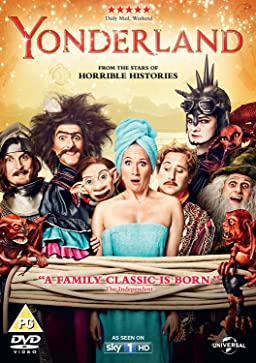 ★★★★★
Daily Mail, Weekend
YONDERLAND
FROM THE STARS OF
HORRIBLE HISTORIES
“A FAMILY CLASSIC IS BORN”
The Independent
PG
DVD
VIDEO
AS SEEN ON
sky 1 HD
UNIVERSAL